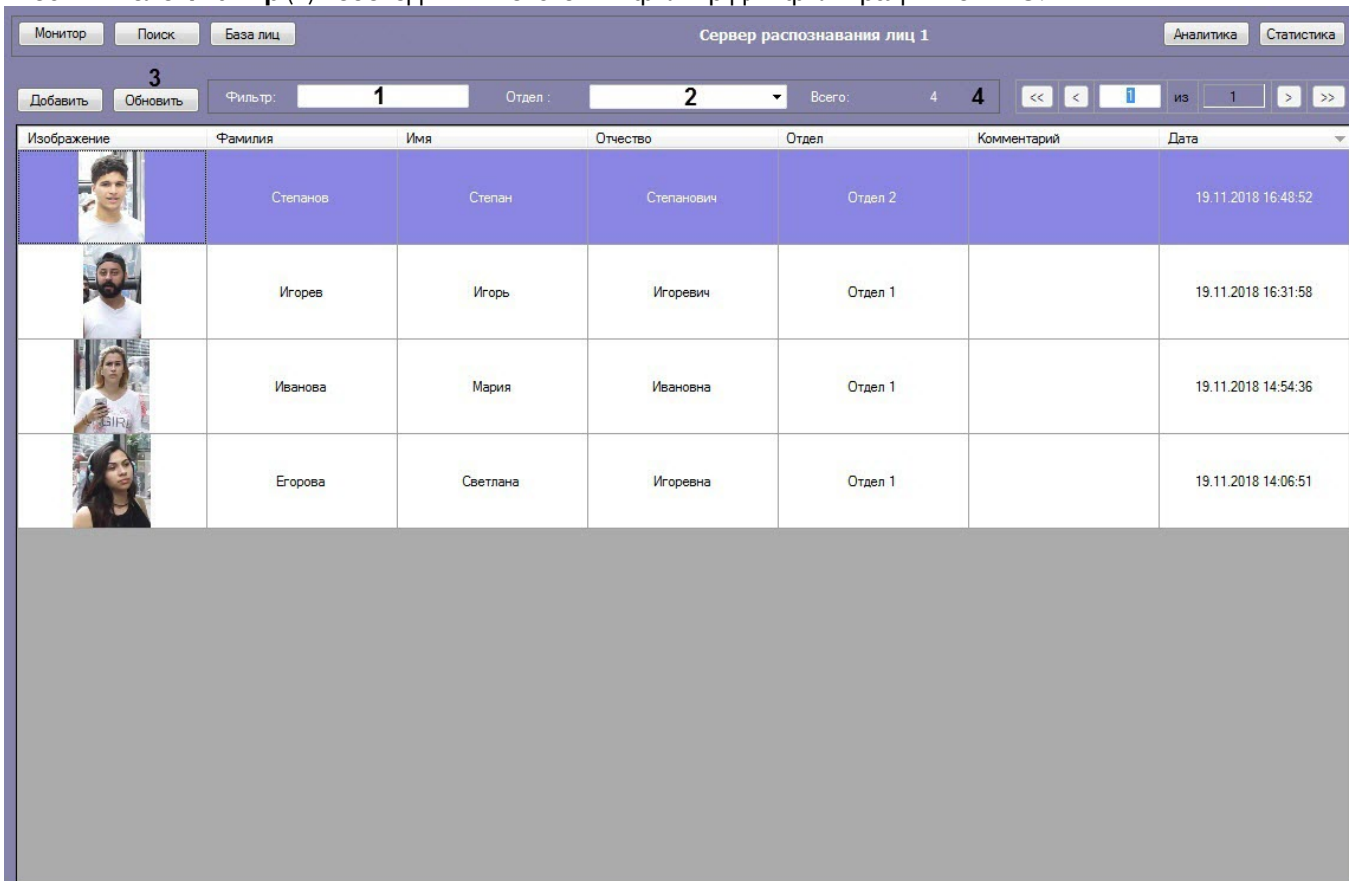 Монитор Поиск База лиц Сервер распознавания лиц 1 Аналитика Статистика
3
Добавить Обновить Фильтр: 1 Отдел : 2 Всего: 4 4 << < 1 из 1 > >>
Изображение Фамилия Имя Отчество Отдел Комментарий Дата
Степанов Степан Степанович Отдел 2 19.11.2018 16:48:52
Игорев Игорь Игоревич Отдел 1 19.11.2018 16:31:58
Иванова Мария Ивановна Отдел 1 19.11.2018 14:54:36
GIRL
Егорова Светлана Игоревна Отдел 1 19.11.2018 14:06:51